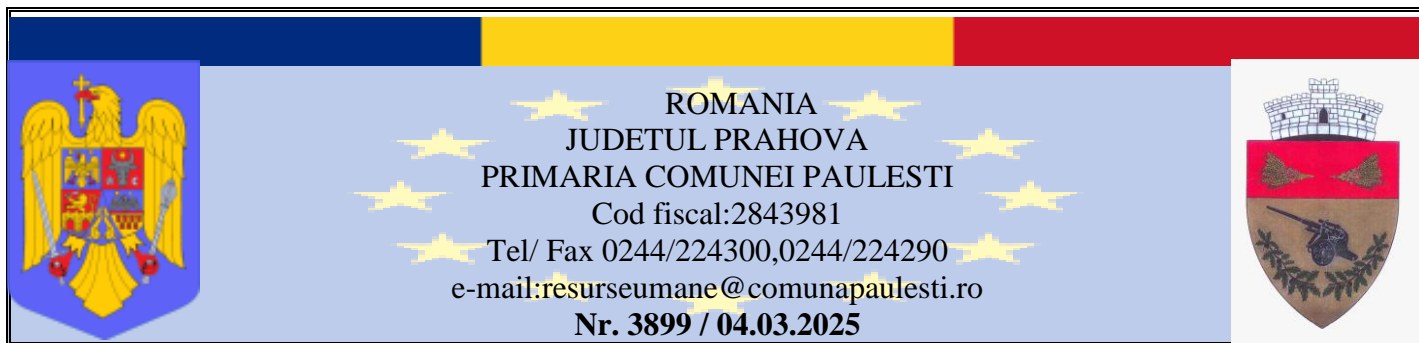 ROMANIA
JUDETUL PRAHOVA
PRIMARIA COMUNEI PAULESTI
Cod fiscal:2843981
Tel/ Fax 0244/224300,0244/224290
e-mail:resurseumane@comunapaulesti.ro
Nr. 3899 / 04.03.2025